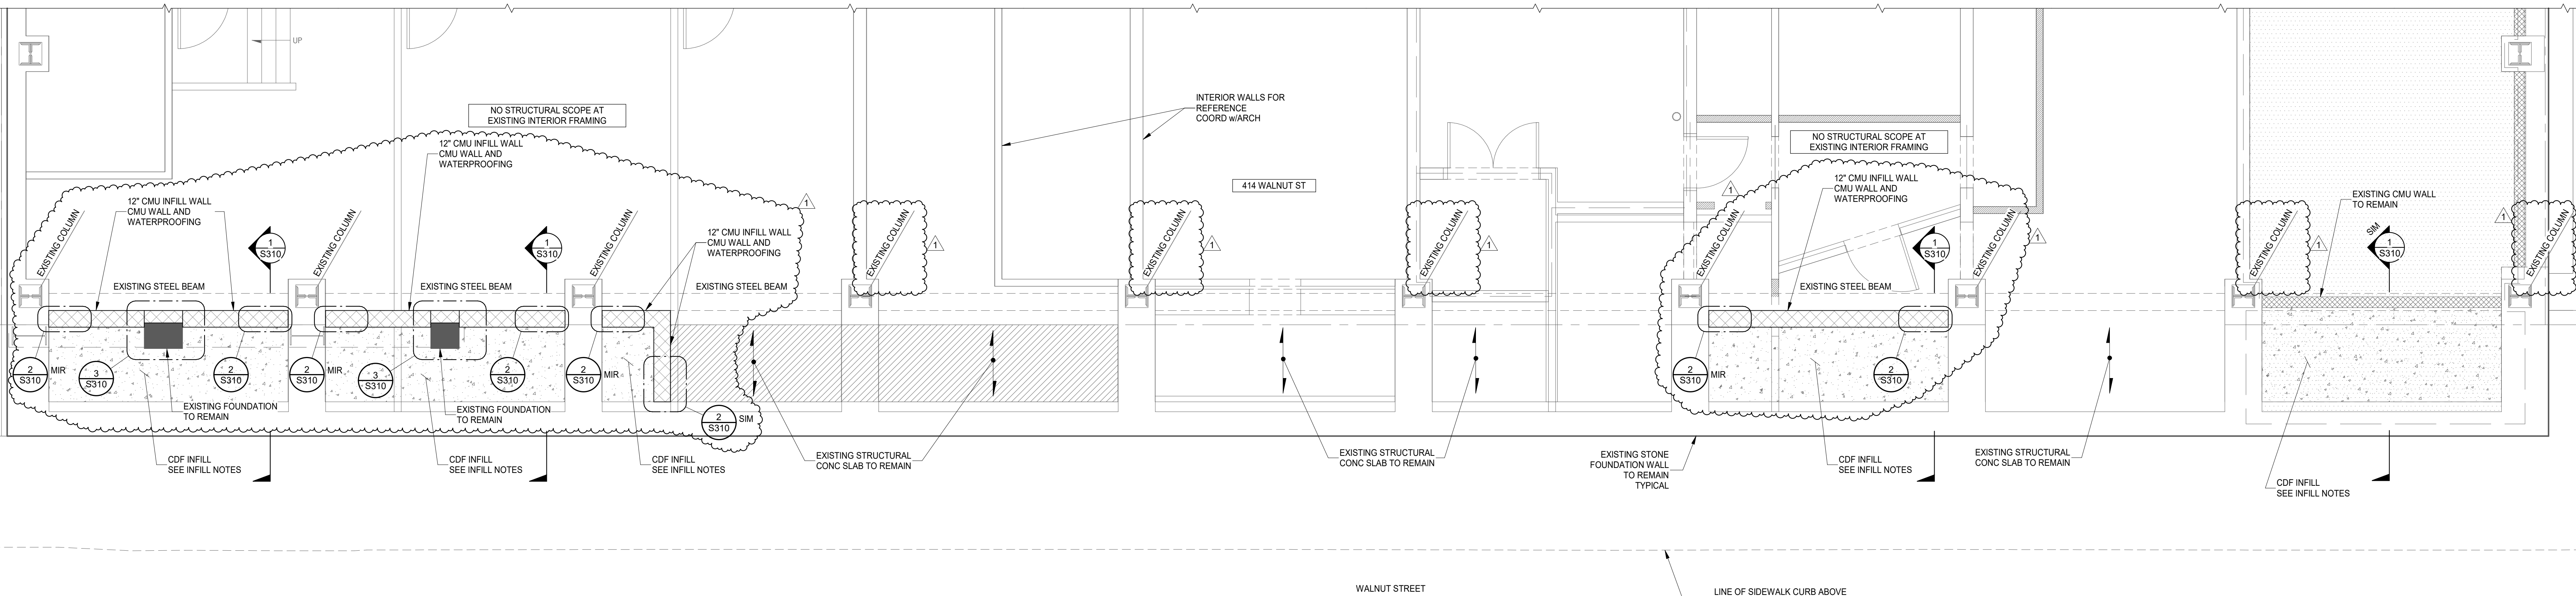 UP
NO STRUCTURAL SCOPE AT
EXISTING INTERIOR FRAMING
INTERIOR WALLS FOR
REFERENCE
COORD w/ARCH
NO STRUCTURAL SCOPE AT
EXISTING INTERIOR FRAMING
12" CMU INFILL WALL
CMU WALL AND
WATERPROOFING
414 WALNUT ST
12" CMU INFILL WALL
CMU WALL AND
WATERPROOFING
EXISTING CMU WALL
TO REMAIN
12" CMU INFILL WALL
CMU WALL AND
WATERPROOFING
12" CMU INFILL WALL
CMU WALL AND
WATERPROOFING
1
1
1
1
1
1
1
1
EXISTING COLUMN
EXISTING COLUMN
EXISTING COLUMN
EXISTING COLUMN
EXISTING COLUMN
EXISTING COLUMN
EXISTING COLUMN
EXISTING COLUMN
EXISTING COLUMN
EXISTING COLUMN
1
S310
1
S310
1
S310
SIM
1
S310
EXISTING STEEL BEAM
EXISTING STEEL BEAM
EXISTING STEEL BEAM
EXISTING STEEL BEAM
2
S310
MIR
3
S310
2
S310
2
S310
MIR
3
S310
2
S310
2
S310
MIR
2
S310
MIR
2
S310
EXISTING FOUNDATION
TO REMAIN
EXISTING FOUNDATION
TO REMAIN
2
S310
SIM
CDF INFILL
SEE INFILL NOTES
CDF INFILL
SEE INFILL NOTES
CDF INFILL
SEE INFILL NOTES
EXISTING STRUCTURAL
CONC SLAB TO REMAIN
EXISTING STRUCTURAL
CONC SLAB TO REMAIN
EXISTING STONE
FOUNDATION WALL
TO REMAIN
TYPICAL
CDF INFILL
SEE INFILL NOTES
EXISTING STRUCTURAL
CONC SLAB TO REMAIN
CDF INFILL
SEE INFILL NOTES
WALNUT STREET
LINE OF SIDEWALK CURB ABOVE